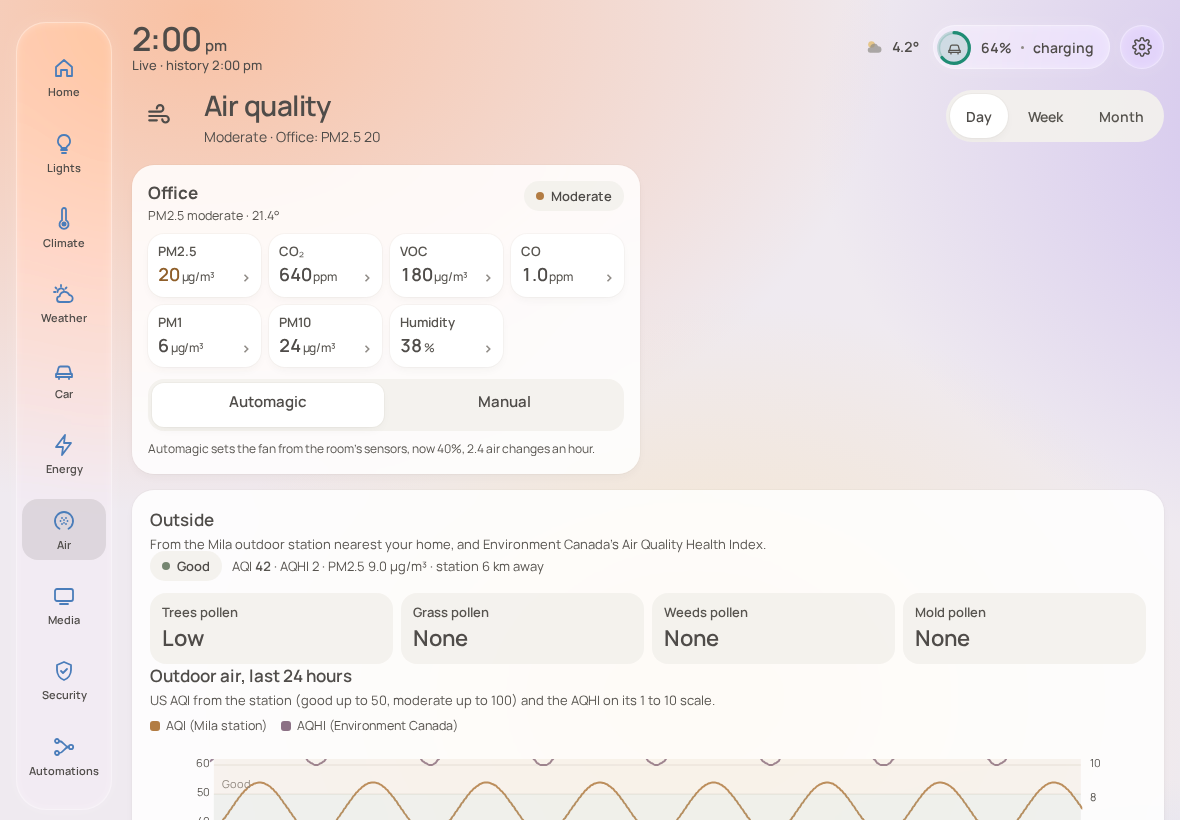 2:00 pm
Live · history 2:00 pm
4.2°
64% · charging
Home
Lights
Climate
Weather
Car
Energy
Air
Media
Security
Automations
Air quality
Moderate · Office: PM2.5 20
Day
Week
Month
Office
PM2.5 moderate · 21.4°
Moderate
PM2.5
20 µg/m³
CO₂
640 ppm
VOC
180 µg/m³
CO
1.0 ppm
PM1
6 µg/m³
PM10
24 µg/m³
Humidity
38 %
Automagic
Manual
Automagic sets the fan from the room's sensors, now 40%, 2.4 air changes an hour.
Outside
From the Mila outdoor station nearest your home, and Environment Canada's Air Quality Health Index.
Good
AQI 42 · AQHI 2 · PM2.5 9.0 µg/m³ · station 6 km away
Trees pollen
Low
Grass pollen
None
Weeds pollen
None
Mold pollen
None
Outdoor air, last 24 hours
US AQI from the station (good up to 50, moderate up to 100) and the AQHI on its 1 to 10 scale.
AQI (Mila station)
AQHI (Environment Canada)
60
10
Good
50
8
40